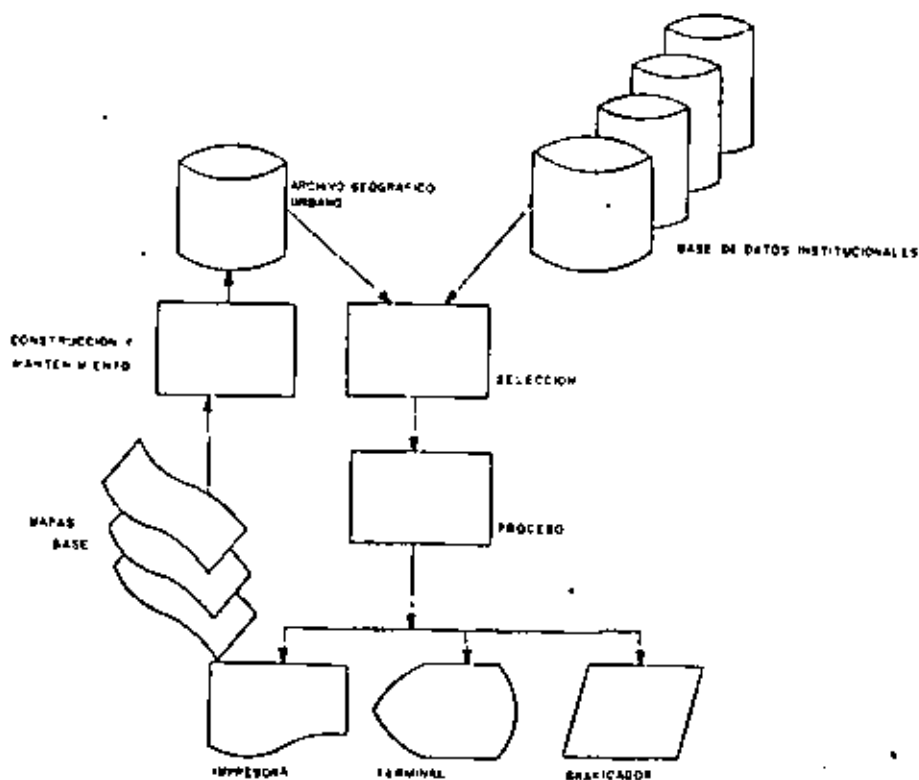 ARCHIVO GEOGRAFICO
URBANO
BASE DE DATOS INSTITUCIONALES
CONSTRUCCION Y
MANTENIMIENTO
SELECCION
MAPAS
BASE
PROCESO
IMPRESORA
TERMINAL
GRAFICADOR